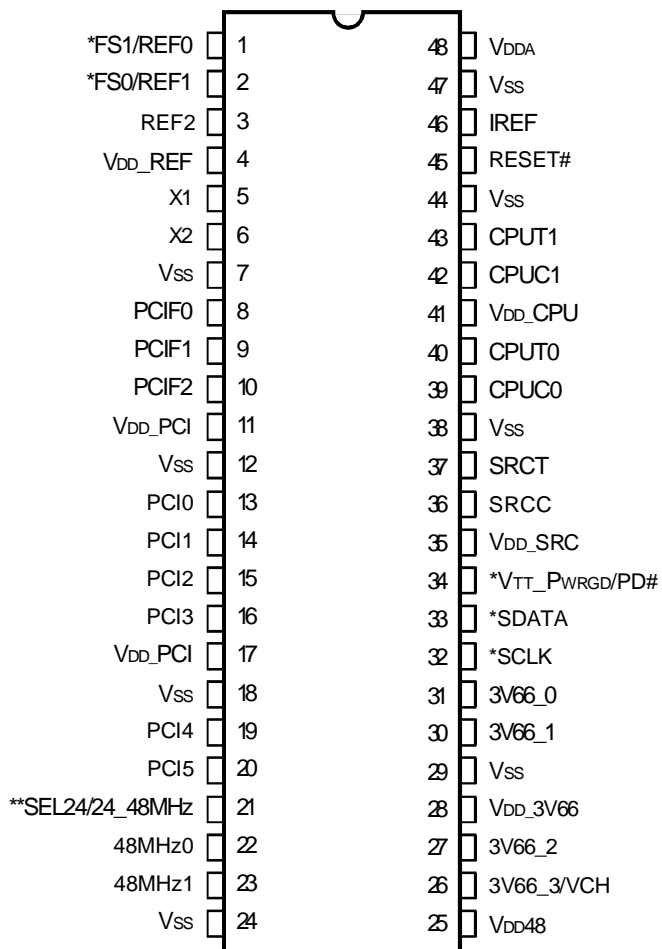 *FS1/REF0 1 48 VDDA
*FS0/REF1 2 47 VSS
REF2 3 46 IREF
VDD_REF 4 45 RESET#
X1 5 44 VSS
X2 6 43 CPUT1
VSS 7 42 CPUC1
PCIF0 8 41 VDD_CPU
PCIF1 9 40 CPUT0
PCIF2 10 39 CPUC0
VDD_PCI 11 38 VSS
VSS 12 37 SRCT
PCI0 13 36 SRCC
PCI1 14 35 VDD_SRC
PCI2 15 34 *VTT_PWRGD/PD#
PCI3 16 33 *SDATA
VDD_PCI 17 32 *SCLK
VSS 18 31 3V66_0
PCI4 19 30 3V66_1
PCI5 20 29 VSS
**SEL24/24_48MHz 21 28 VDD_3V66
48MHz0 22 27 3V66_2
48MHz1 23 26 3V66_3/VCH
VSS 24 25 VDD48